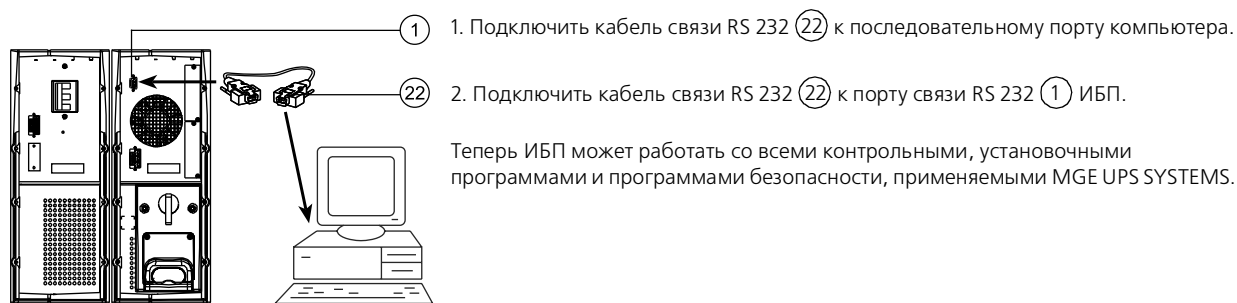 1
1. Подключить кабель связи RS 232 22 к последовательному порту компьютера.
22
2. Подключить кабель связи RS 232 22 к порту связи RS 232 1 ИБП.
Теперь ИБП может работать со всеми контрольными, установочными
программами и программами безопасности, применяемыми MGE UPS SYSTEMS.